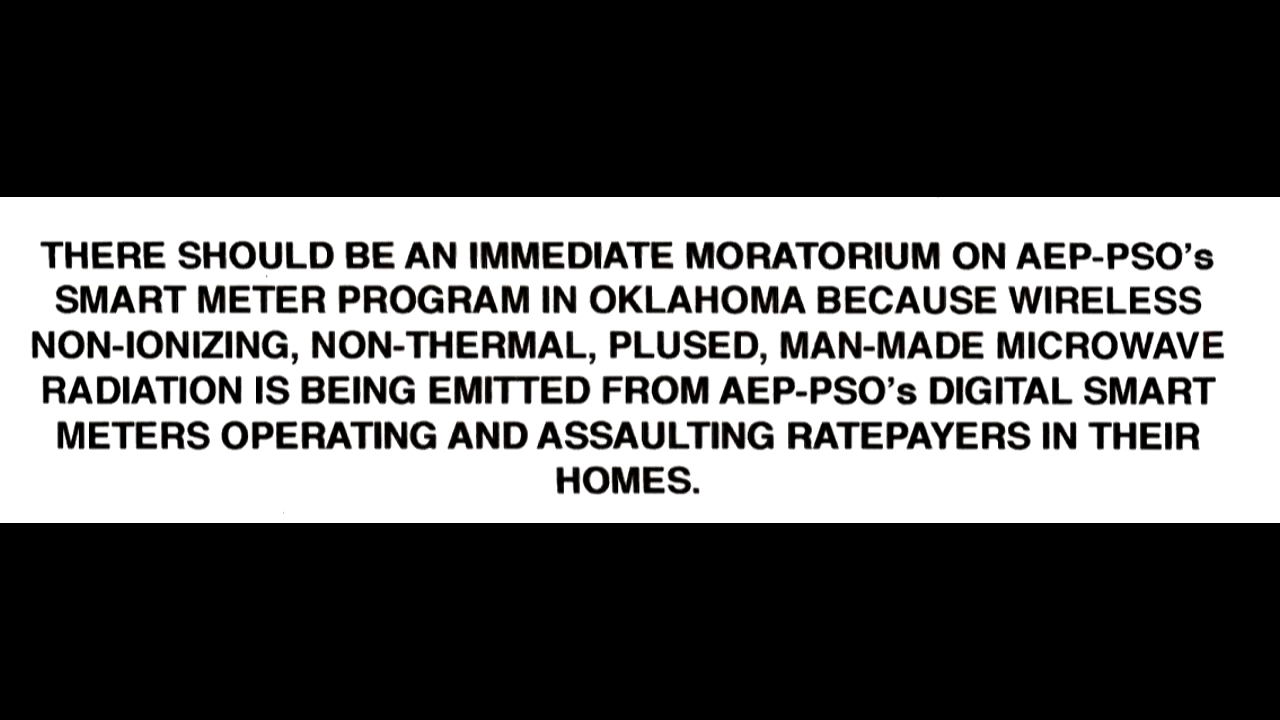 THERE SHOULD BE AN IMMEDIATE MORATORIUM ON AEP-PSO's
SMART METER PROGRAM IN OKLAHOMA BECAUSE WIRELESS
NON-IONIZING, NON-THERMAL, PLUSED, MAN-MADE MICROWAVE
RADIATION IS BEING EMITTED FROM AEP-PSO's DIGITAL SMART
METERS OPERATING AND ASSAULTING RATEPAYERS IN THEIR
HOMES.